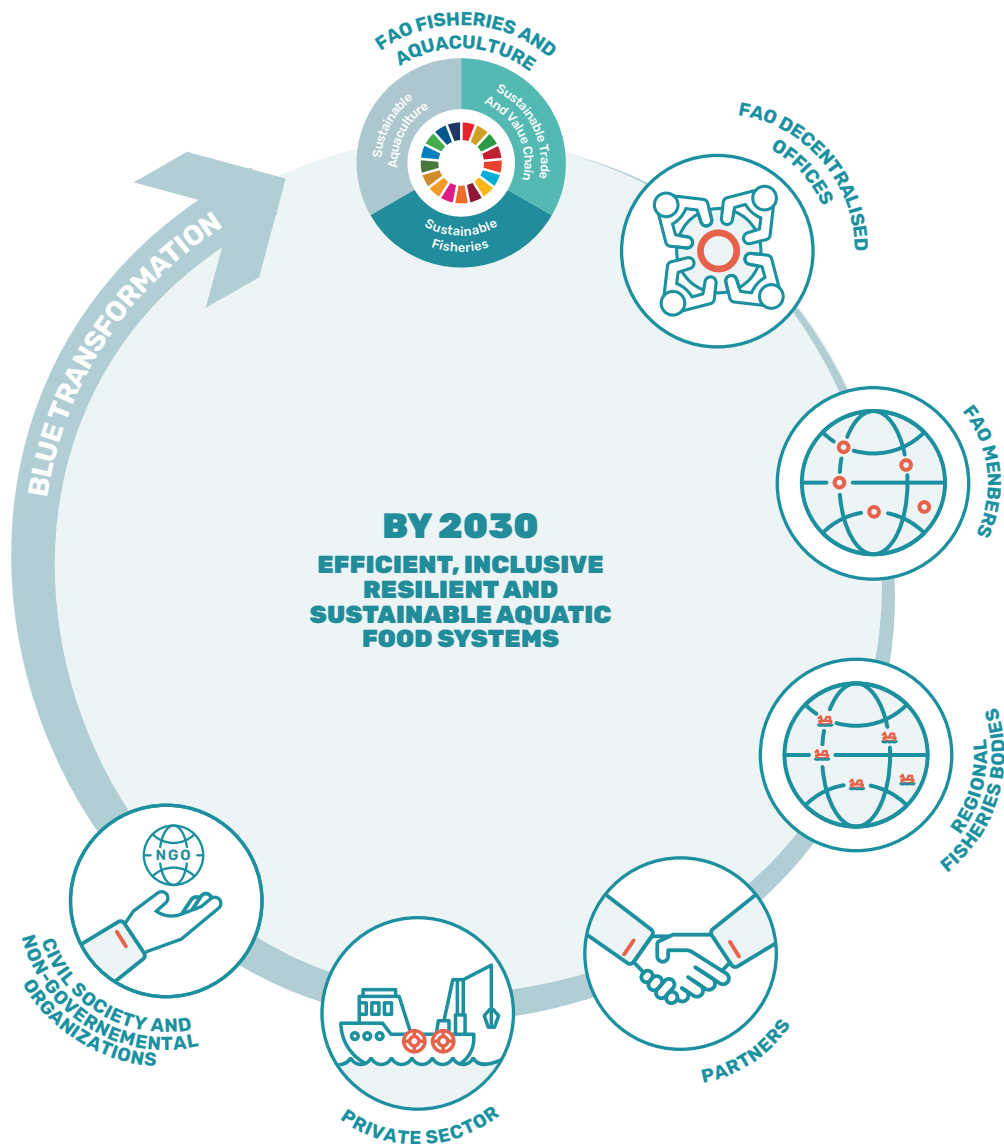 FAO FISHERIES AND
AQUACULTURE
Sustainable
Aquaculture
Sustainable Trade
And Value Chain
Sustainable
Fisheries
FAO DECENTRALISED
OFFICES
FAO MENBERS
REGIONAL
FISHERIES BODIES
PARTNERS
PRIVATE SECTOR
NGO
CIVIL SOCIETY AND
NON-GOVERNEMENTAL
ORGANIZATIONS
BLUE TRANSFORMATION
BY 2030
EFFICIENT, INCLUSIVE
RESILIENT AND
SUSTAINABLE AQUATIC
FOOD SYSTEMS